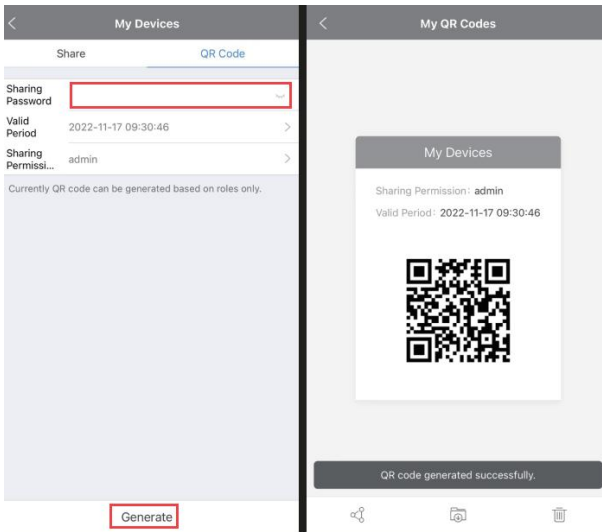 My Devices
Share
QR Code
Sharing
Password
Valid
Period
2022-11-17 09:30:46
Sharing
Permissi...
admin
Currently QR code can be generated based on roles only.
Generate
My QR Codes
My Devices
Sharing Permission: admin
Valid Period: 2022-11-17 09:30:46
QR code generated successfully.